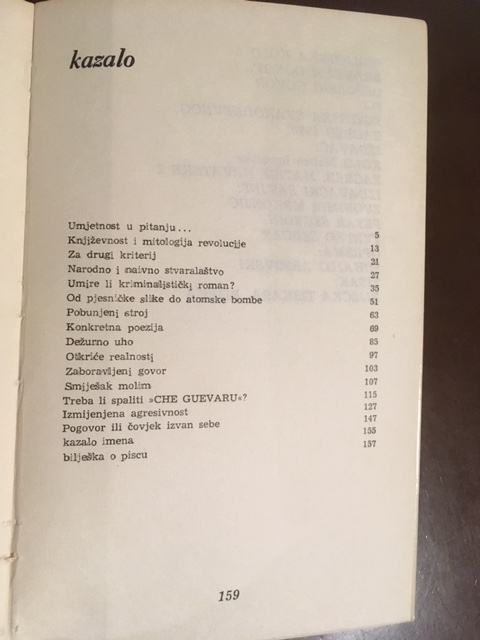 kazalo
Umjetnost u pitanju... 5
Književnost i mitologija revolucije 13
Za drugi kriterij 21
Narodno i naivno stvaralaštvo 27
Umire li kriminalistički roman? 35
Od pjesničke slike do atomske bombe 51
Pobunjeni stroj 63
Konkretna poezija 69
Dežurno uho 85
Otkriće realnosti 97
Zaboravljeni govor 103
Smiješak molim 107
Treba li spaliti »CHE GUEVARU«? 115
Izmijenjena agresivnost 127
Pogovor ili čovjek izvan sebe 147
kazalo imena 155
bilješka o piscu 157
159